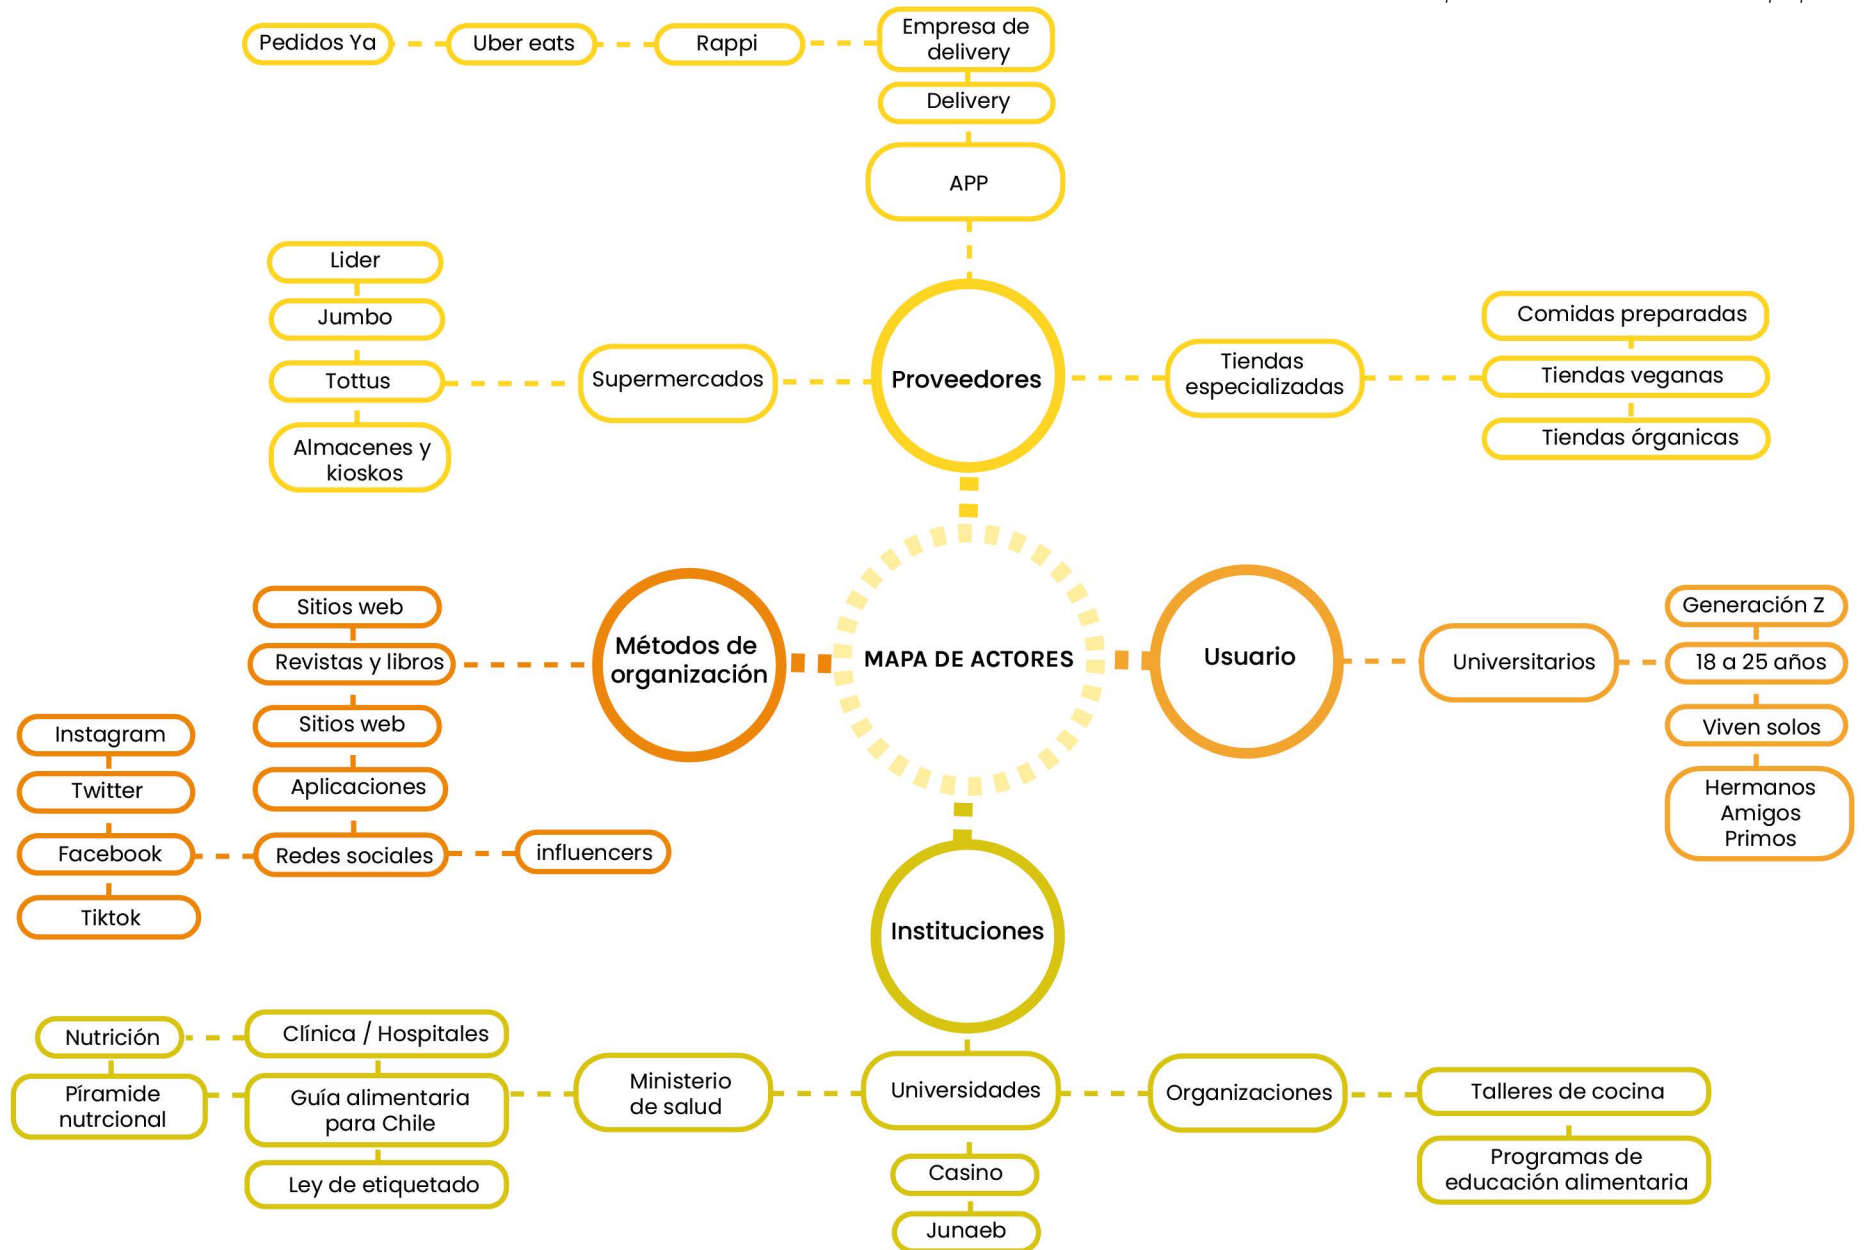 Pedidos Ya
Uber eats
Rappi
Empresa de
delivery
Delivery
APP
Lider
Jumbo
Tottus
Almacenes y
kioskos
Supermercados
Proveedores
Tiendas
especializadas
Comidas preparadas
Tiendas veganas
Tiendas órganicas
Sitios web
Revistas y libros
Sitios web
Aplicaciones
Redes sociales
influencers
Instagram
Twitter
Facebook
Tiktok
Métodos de
organización
MAPA DE ACTORES
Usuario
Universitarios
Generación Z
18 a 25 años
Viven solos
Hermanos
Amigos
Primos
Instituciones
Nutrición
Píramide
nutrcional
Clínica / Hospitales
Guía alimentaria
para Chile
Ley de etiquetado
Ministerio
de salud
Universidades
Casino
Junaeb
Organizaciones
Talleres de cocina
Programas de
educación alimentaria